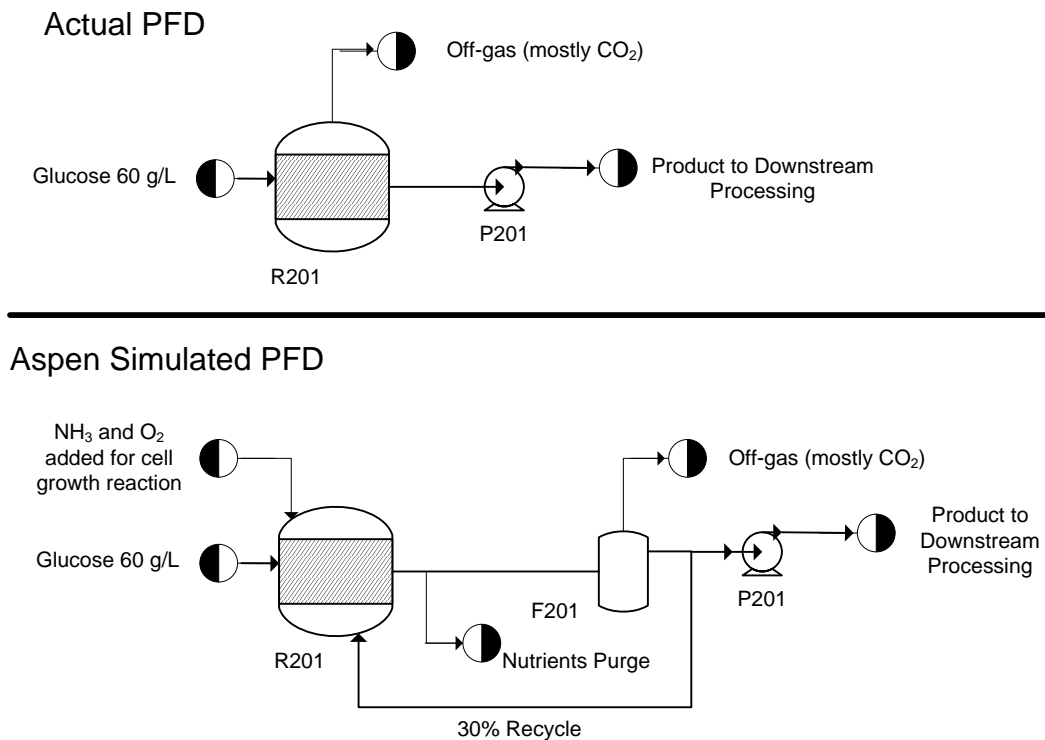 Actual PFD
Off-gas (mostly CO₂)
Glucose 60 g/L
Product to Downstream
Processing
P201
R201
Aspen Simulated PFD
NH₃ and O₂
added for cell
growth reaction
Off-gas (mostly CO₂)
Product to
Downstream
Processing
Glucose 60 g/L
F201
P201
R201
Nutrients Purge
30% Recycle